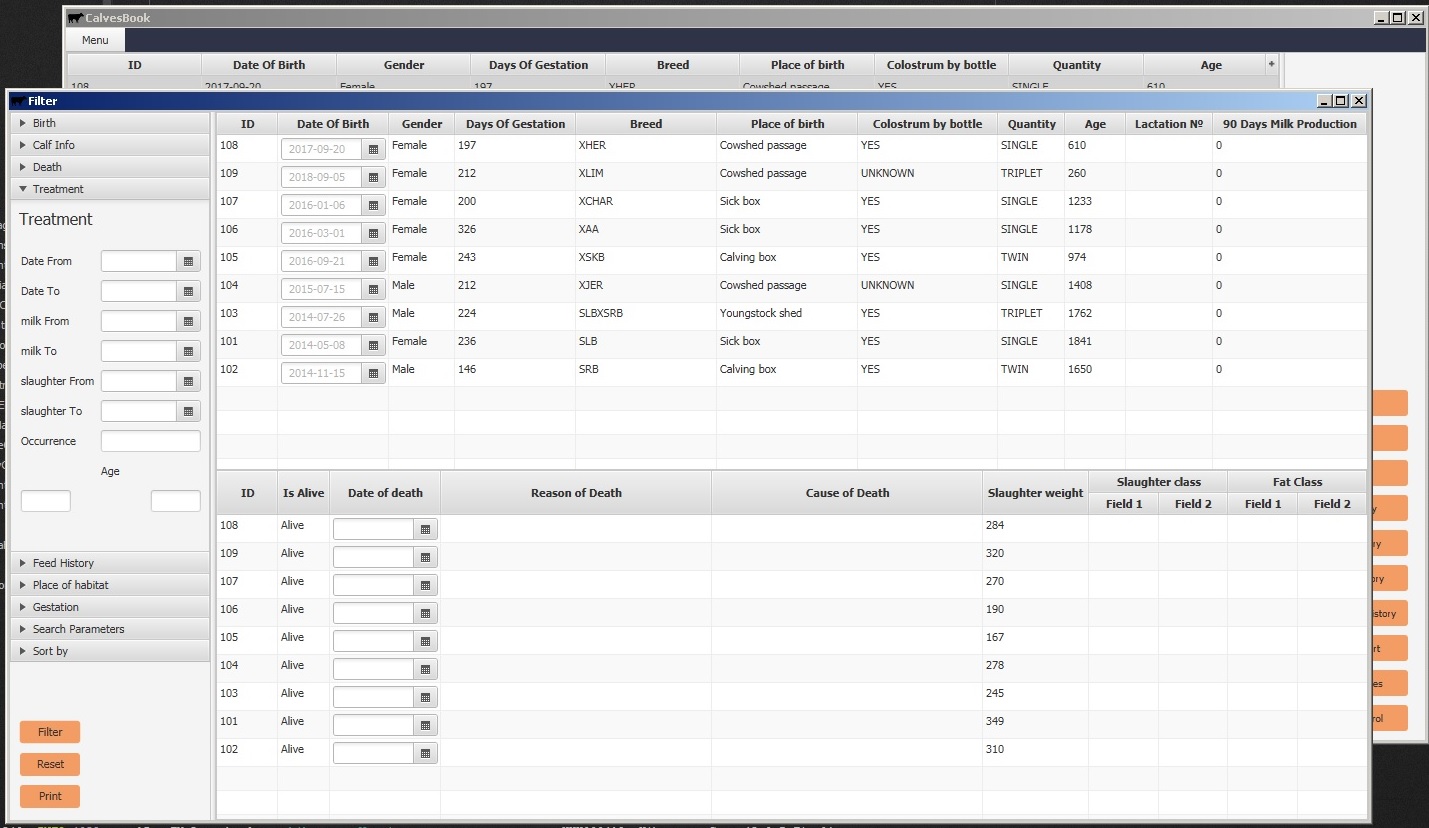 CalvesBook
Menu
ID Date Of Birth Gender Days Of Gestation Breed Place of birth Colostrum by bottle Quantity Age +
108 2017-09-20 Female 197 XHER Cowshed passage YES SINGLE 610
Filter
Birth
Calf Info
Death
Treatment
Treatment
Date From
Date To
milk From
milk To
slaughter From
slaughter To
Occurrence
Age
Feed History
Place of habitat
Gestation
Search Parameters
Sort by
Filter
Reset
Print
ID Date Of Birth Gender Days Of Gestation Breed Place of birth Colostrum by bottle Quantity Age Lactation Nº 90 Days Milk Production
108 2017-09-20 Female 197 XHER Cowshed passage YES SINGLE 610 0
109 2018-09-05 Female 212 XLIM Cowshed passage UNKNOWN TRIPLET 260 0
107 2016-01-06 Female 200 XCHAR Sick box YES SINGLE 1233 0
106 2016-03-01 Female 326 XAA Sick box YES SINGLE 1178 0
105 2016-09-21 Female 243 XSKB Calving box YES TWIN 974 0
104 2015-07-15 Male 212 XJER Cowshed passage UNKNOWN SINGLE 1408 0
103 2014-07-26 Male 224 SLBXSRB Youngstock shed YES TRIPLET 1762 0
101 2014-05-08 Female 236 SLB Sick box YES SINGLE 1841 0
102 2014-11-15 Male 146 SRB Calving box YES TWIN 1650 0
ID Is Alive Date of death Reason of Death Cause of Death Slaughter weight Slaughter class Fat Class
Field 1 Field 2 Field 1 Field 2
108 Alive 284
109 Alive 320
107 Alive 270
106 Alive 190
105 Alive 167
104 Alive 278
103 Alive 245
101 Alive 349
102 Alive 310